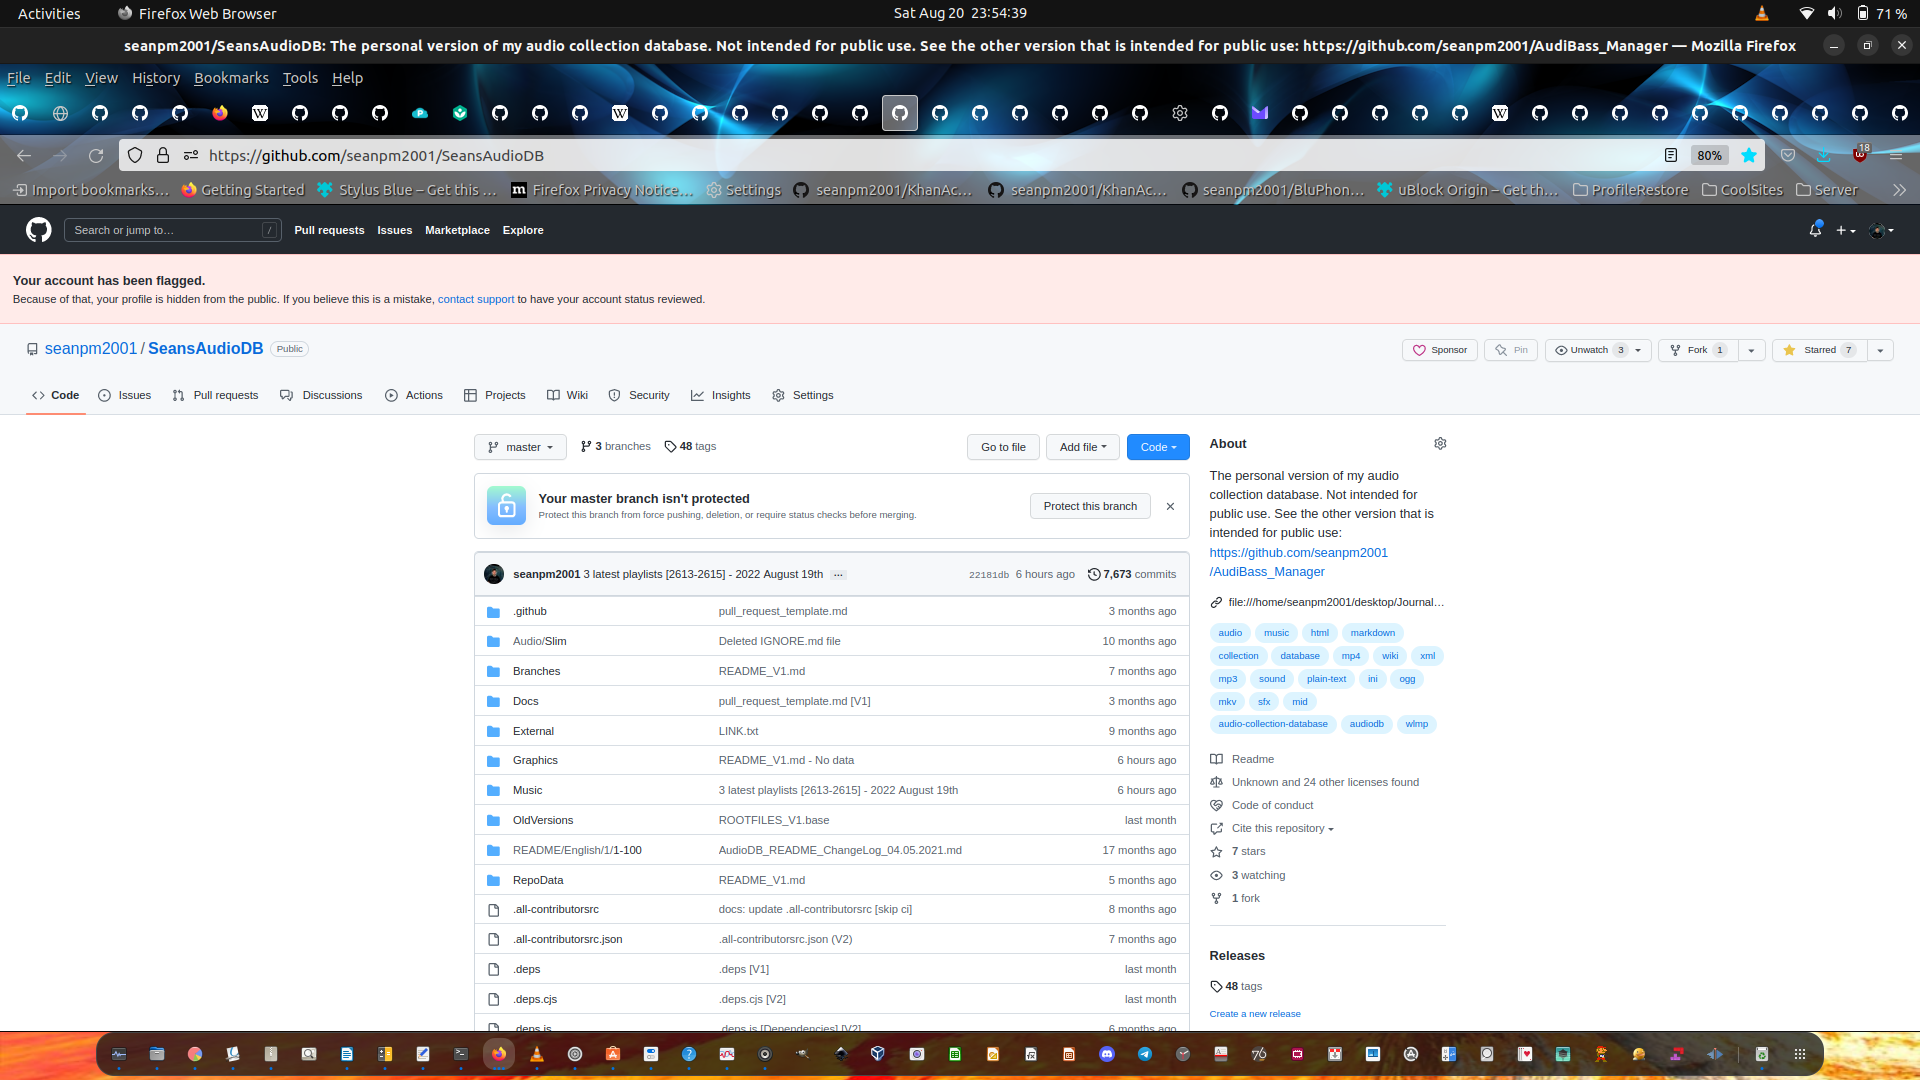 Activities
Firefox Web Browser
Sat Aug 20 23:54:39
71 %
seanpm2001/SeansAudioDB: The personal version of my audio collection database. Not intended for public use. See the other version that is intended for public use: https://github.com/seanpm2001/AudiBass_Manager — Mozilla Firefox
File Edit View History Bookmarks Tools Help
https://github.com/seanpm2001/SeansAudioDB
80%
18
Import bookmarks…
Getting Started
Stylus Blue – Get this …
Firefox Privacy Notice…
Settings
seanpm2001/KhanAc…
seanpm2001/KhanAc…
seanpm2001/BluPhon…
uBlock Origin – Get th…
ProfileRestore
CoolSites
Server
Search or jump to…
/
Pull requests
Issues
Marketplace
Explore
Your account has been flagged.
Because of that, your profile is hidden from the public. If you believe this is a mistake, contact support to have your account status reviewed.
seanpm2001 / SeansAudioDB Public
Sponsor
Pin
Unwatch 3
Fork 1
Starred 7
Code
Issues
Pull requests
Discussions
Actions
Projects
Wiki
Security
Insights
Settings
master
3 branches
48 tags
Go to file
Add file
Code
Your master branch isn't protected
Protect this branch from force pushing, deletion, or require status checks before merging.
Protect this branch
seanpm2001 3 latest playlists [2613-2615] - 2022 August 19th … 22181db 6 hours ago 7,673 commits
.github pull_request_template.md 3 months ago
Audio/Slim Deleted IGNORE.md file 10 months ago
Branches README_V1.md 7 months ago
Docs pull_request_template.md [V1] 3 months ago
External LINK.txt 9 months ago
Graphics README_V1.md - No data 6 hours ago
Music 3 latest playlists [2613-2615] - 2022 August 19th 6 hours ago
OldVersions ROOTFILES_V1.base last month
README/English/1/1-100 AudioDB_README_ChangeLog_04.05.2021.md 17 months ago
RepoData README_V1.md 5 months ago
.all-contributorsrc docs: update .all-contributorsrc [skip ci] 8 months ago
.all-contributorsrc.json .all-contributorsrc.json (V2) 7 months ago
.deps .deps [V1] last month
.deps.cjs .deps.cjs [V2] last month
.deps.js .deps.js [Dependencies] [V2] 6 months ago
About
The personal version of my audio
collection database. Not intended for
public use. See the other version that is
intended for public use:
https://github.com/seanpm2001
/AudiBass_Manager
file:///home/seanpm2001/desktop/Journal…
audio music html markdown
collection database mp4 wiki xml
mp3 sound plain-text ini ogg
mkv sfx mid
audio-collection-database audiodb wlmp
Readme
Unknown and 24 other licenses found
Code of conduct
Cite this repository
7 stars
3 watching
1 fork
Releases
48 tags
Create a new release